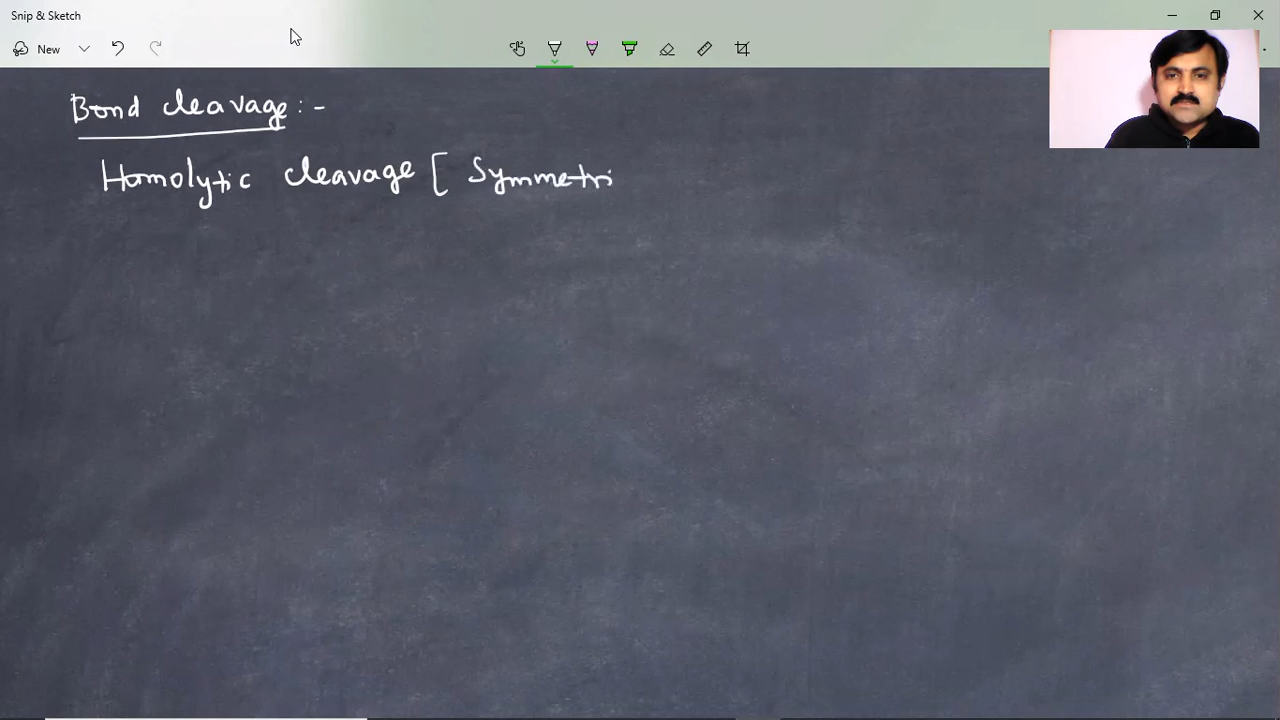 Snip & Sketch
New
Bond cleavage :-
Homolytic cleavage [ Symmetri